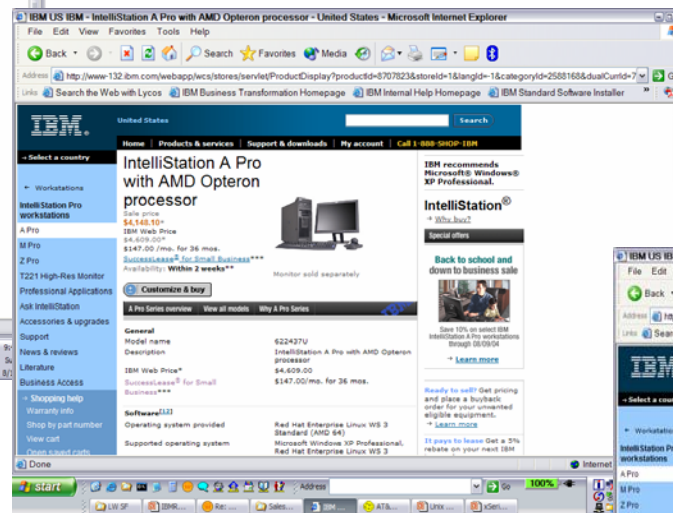 IBM US IBM - IntelliStation A Pro with AMD Opteron processor - United States - Microsoft Internet Explorer
File Edit View Favorites Tools Help
Back Search Favorites Media
Address http://www-132.ibm.com/webapp/wcs/stores/servlet/ProductDisplay?productId=8707823&storeId=1&langId=-1&categoryId=2588168&dualCurrId=7
Links Search the Web with Lycos IBM Business Transformation Homepage IBM Internal Help Homepage IBM Standard Software Installer »
IBM.
United States
Search
Home | Products & services | Support & downloads | My account | Call 1-888-SHOP-IBM
→ Select a country
← Workstations
IntelliStation Pro
workstations
A Pro
M Pro
Z Pro
T221 High-Res Monitor
Professional Applications
Ask IntelliStation
Accessories & upgrades
Support
News & reviews
Literature
Business Access
→ Shopping help
Warranty info
Shop by part number
View cart
Open saved carts
IntelliStation A Pro
with AMD Opteron
processor
Sale price
$4,148.10*
IBM Web Price
$4,609.00*
$147.00 /mo. for 36 mos.
SuccessLease® for Small Business***
Availability: Within 2 weeks**
Monitor sold separately
Customize & buy
A Pro Series overview View all models Why A Pro Series
General
Model name 622437U
Description IntelliStation A Pro with AMD Opteron
processor
IBM Web Price* $4,609.00
SuccessLease® for Small $147.00/mo. for 36 mos.
Business***
Software[12]
Operating system provided Red Hat Enterprise Linux WS 3
Standard (AMD 64)
Supported operating system Microsoft Windows XP Professional,
Red Hat Enterprise Linux WS 3
IBM recommends
Microsoft® Windows®
XP Professional.
IntelliStation®
→ Why buy?
Special offers
Back to school and
down to business sale
Save 10% on select IBM
IntelliStation A Pro workstations
through 08/09/04
→ Learn more
Ready to sell? Get pricing
and place a buyback
order for your unwanted
eligible equipment.
→ Learn more
It pays to lease Get a 5%
rebate on your next IBM
Done Internet
start Address Go 100%
LW SF IBMR... Re: ... Sales... IBM ... AT&... Unix ... xSeri...
IBM US IB
File Edit
Back
Address
Links Sear
IBM
→ Select a coun
← Workstation
IntelliStation P
workstations
A Pro
M Pro
Z Pro